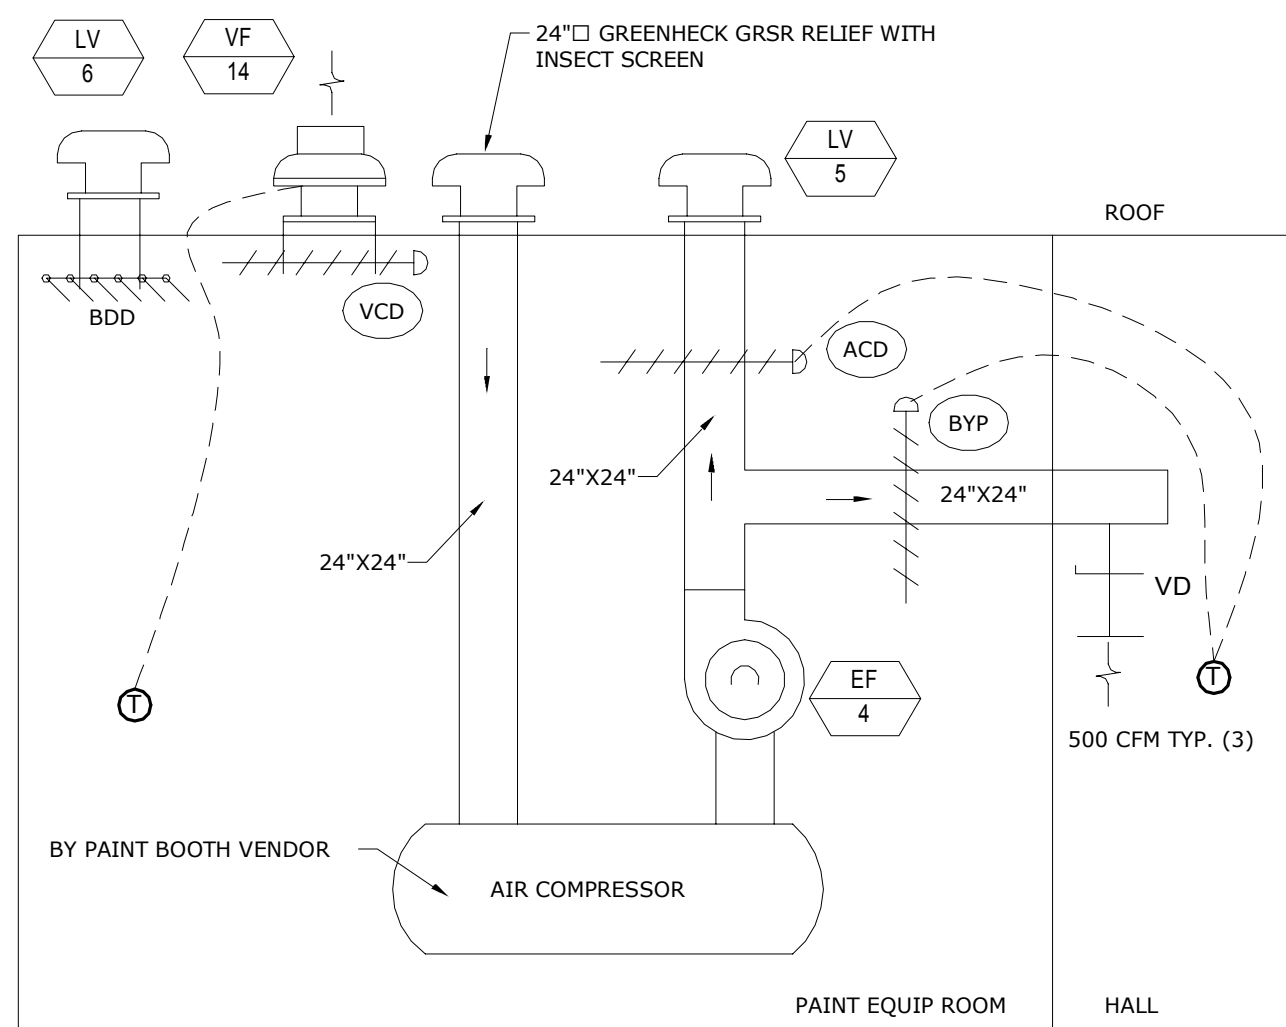 LV
6
VF
14
24"□ GREENHECK GRSR RELIEF WITH
INSECT SCREEN
LV
5
ROOF
BDD
VCD
ACD
BYP
24"X24"
24"X24"
24"X24"
VD
T
T
EF
4
500 CFM TYP. (3)
BY PAINT BOOTH VENDOR
AIR COMPRESSOR
PAINT EQUIP ROOM
HALL